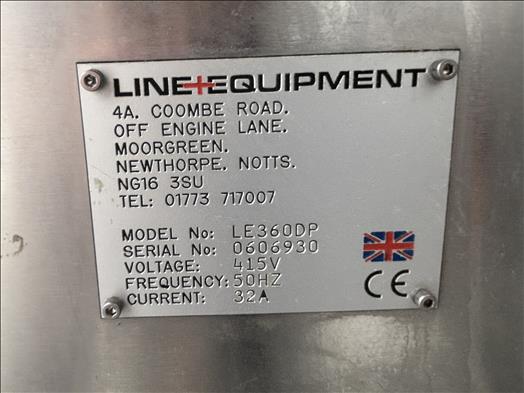 LINE+EQUIPMENT
4A, COOMBE ROAD,
OFF ENGINE LANE,
MOORGREEN,
NEWTHORPE, NOTTS.
NG16 3SU
TEL: 01773 717007
MODEL No: LE360DP
SERIAL No: 0606930
VOLTAGE: 415V
FREQUENCY: 50HZ
CURRENT: 32A
CE